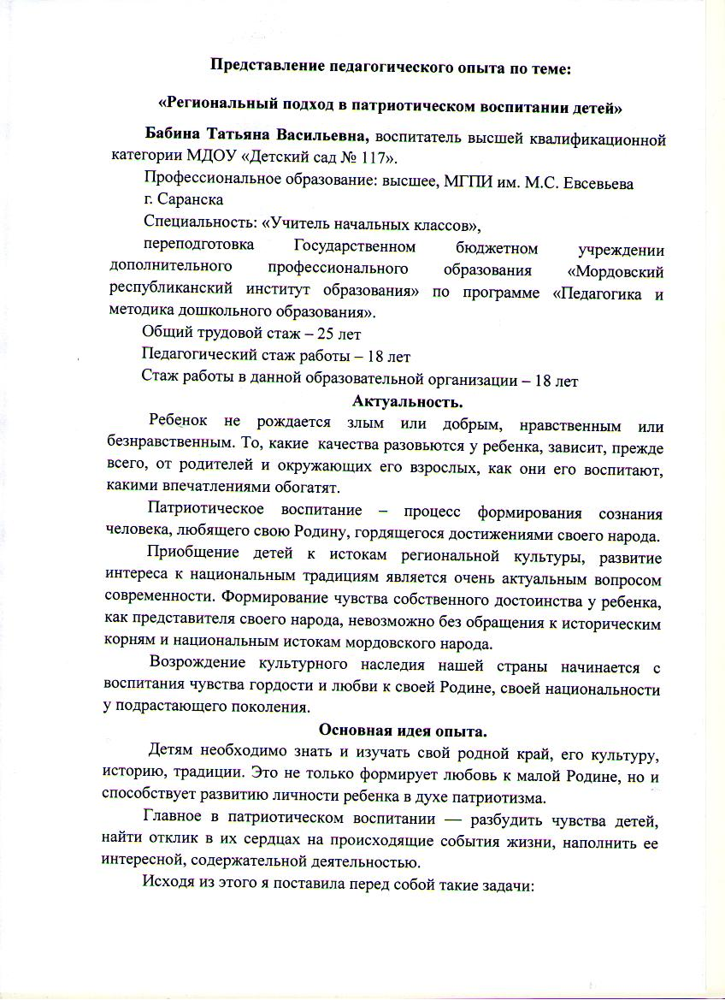 Представление педагогического опыта по теме:
«Региональный подход в патриотическом воспитании детей»
Бабина Татьяна Васильевна, воспитатель высшей квалификационной
категории МДОУ «Детский сад № 117».
Профессиональное образование: высшее, МГПИ им. М.С. Евсевьева
г. Саранска
Специальность: «Учитель начальных классов»,
переподготовка Государственном бюджетном учреждении
дополнительного профессионального образования «Мордовский
республиканский институт образования» по программе «Педагогика и
методика дошкольного образования».
Общий трудовой стаж – 25 лет
Педагогический стаж работы – 18 лет
Стаж работы в данной образовательной организации – 18 лет
Актуальность.
Ребенок не рождается злым или добрым, нравственным или
безнравственным. То, какие качества разовьются у ребенка, зависит, прежде
всего, от родителей и окружающих его взрослых, как они его воспитают,
какими впечатлениями обогатят.
Патриотическое воспитание – процесс формирования сознания
человека, любящего свою Родину, гордящегося достижениями своего народа.
Приобщение детей к истокам региональной культуры, развитие
интереса к национальным традициям является очень актуальным вопросом
современности. Формирование чувства собственного достоинства у ребенка,
как представителя своего народа, невозможно без обращения к историческим
корням и национальным истокам мордовского народа.
Возрождение культурного наследия нашей страны начинается с
воспитания чувства гордости и любви к своей Родине, своей национальности
у подрастающего поколения.
Основная идея опыта.
Детям необходимо знать и изучать свой родной край, его культуру,
историю, традиции. Это не только формирует любовь к малой Родине, но и
способствует развитию личности ребенка в духе патриотизма.
Главное в патриотическом воспитании — разбудить чувства детей,
найти отклик в их сердцах на происходящие события жизни, наполнить ее
интересной, содержательной деятельностью.
Исходя из этого я поставила перед собой такие задачи: